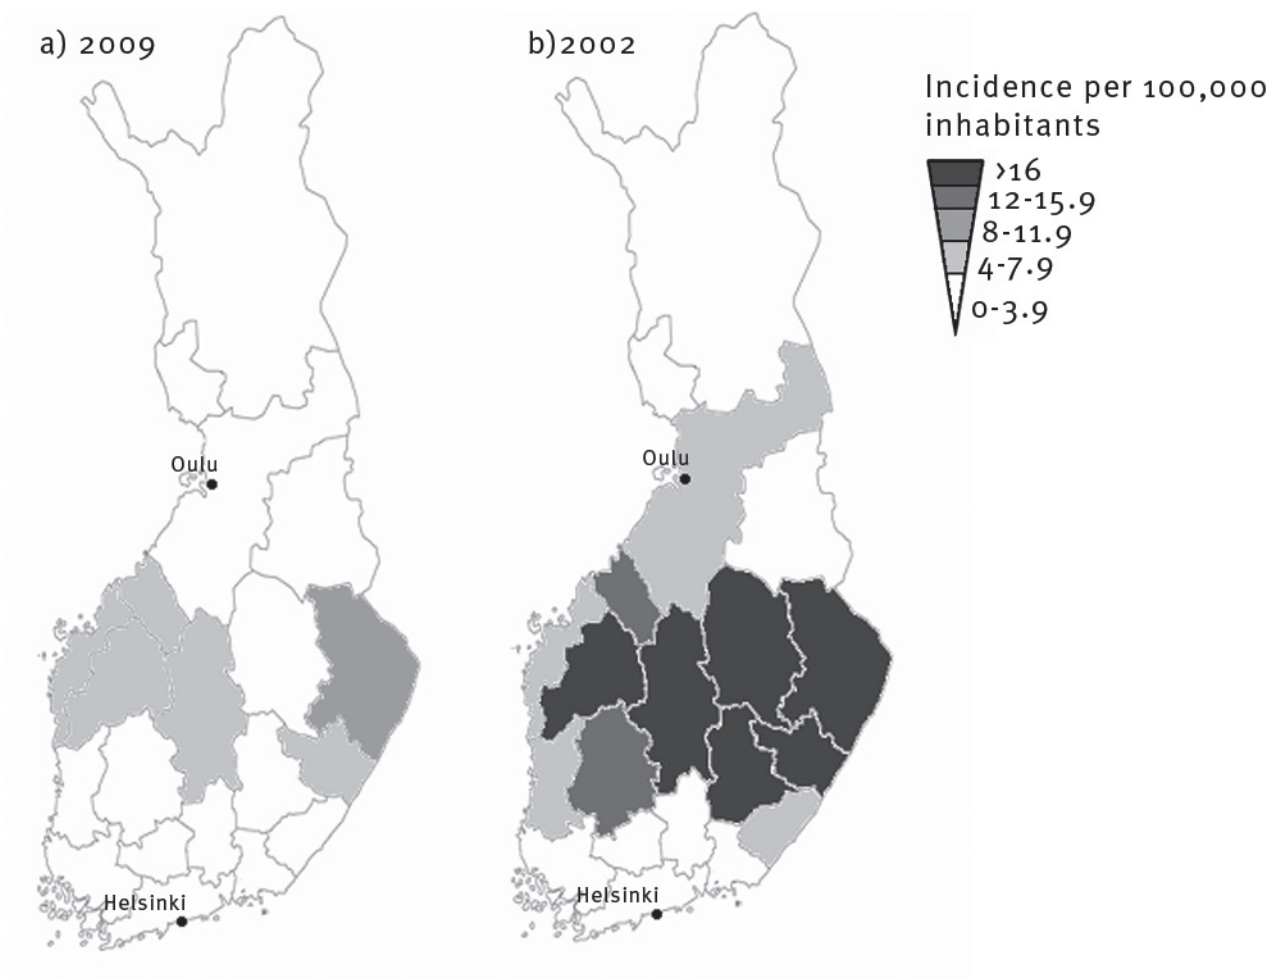 a) 2009
b)2002
Incidence per 100,000
inhabitants
>16
12-15.9
8-11.9
4-7.9
0-3.9
Oulu
Oulu
Helsinki
Helsinki